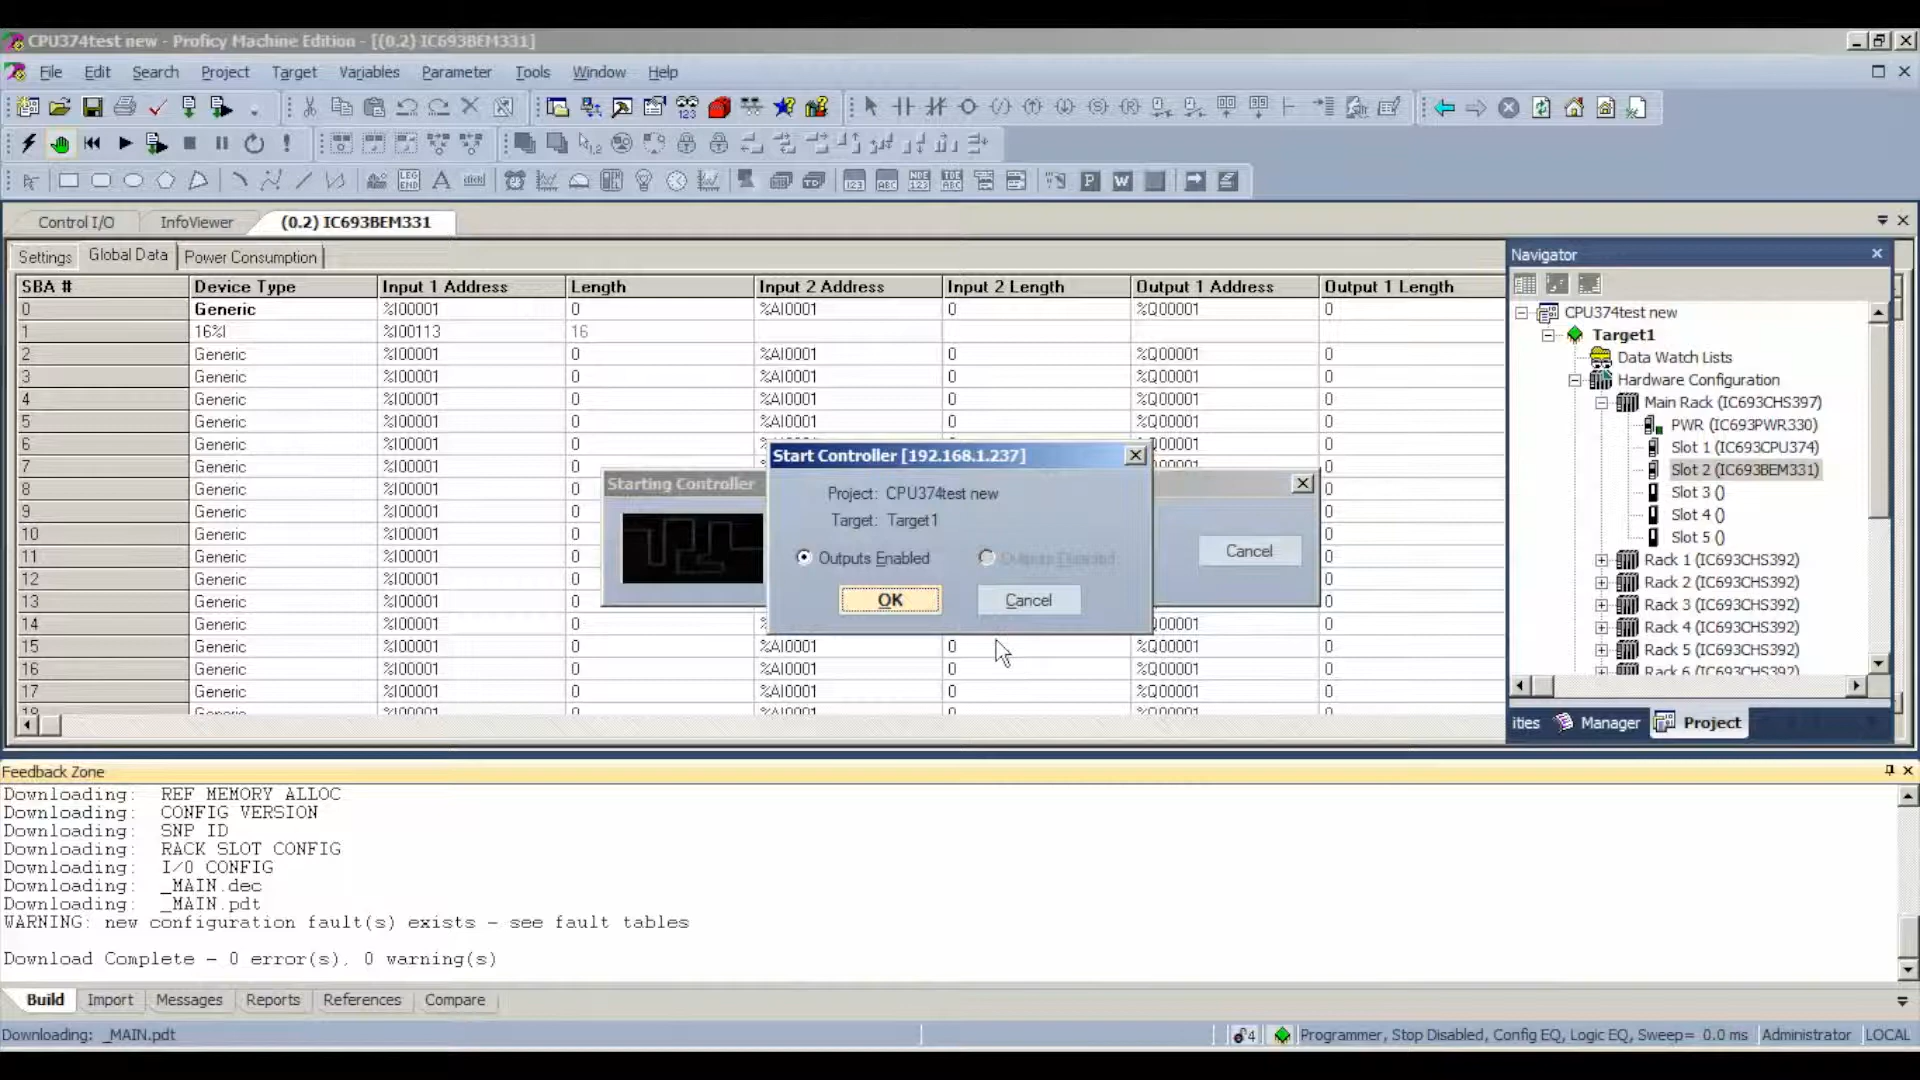 CPU374test new - Proficy Machine Edition - [(0.2) IC693BEM331]
File Edit Search Project Target Variables Parameter Tools Window Help
Control I/O InfoViewer (0.2) IC693BEM331
Settings Global Data Power Consumption
SBA # Device Type Input 1 Address Length Input 2 Address Input 2 Length Output 1 Address Output 1 Length
0 Generic %I00001 0 %AI0001 0 %Q00001 0
1 16%I %I00113 16
2 Generic %I00001 0 %AI0001 0 %Q00001 0
3 Generic %I00001 0 %AI0001 0 %Q00001 0
4 Generic %I00001 0 %AI0001 0 %Q00001 0
5 Generic %I00001 0 %AI0001 0 %Q00001 0
6 Generic %I00001 0
7 Generic %I00001 0
8 Generic %I00001 0 0
9 Generic %I00001 0 0
10 Generic %I00001 0 0
11 Generic %I00001 0 0
12 Generic %I00001 0 0
13 Generic %I00001 0 0
14 Generic %I00001 0 %Q00001 0
15 Generic %I00001 0 %AI0001 0 %Q00001 0
16 Generic %I00001 0 %AI0001 0 %Q00001 0
17 Generic %I00001 0 %AI0001 0 %Q00001 0
Starting Controller
Cancel
Start Controller [192.168.1.237]
Project: CPU374test new
Target: Target1
Outputs Enabled
OK Cancel
Navigator
CPU374test new
Target1
Data Watch Lists
Hardware Configuration
Main Rack (IC693CHS397)
PWR (IC693PWR330)
Slot 1 (IC693CPU374)
Slot 2 (IC693BEM331)
Slot 3 ()
Slot 4 ()
Slot 5 ()
Rack 1 (IC693CHS392)
Rack 2 (IC693CHS392)
Rack 3 (IC693CHS392)
Rack 4 (IC693CHS392)
Rack 5 (IC693CHS392)
Rack 6 (IC693CHS392)
ities Manager Project
Feedback Zone
Downloading: REF MEMORY ALLOC
Downloading: CONFIG VERSION
Downloading: SNP ID
Downloading: RACK SLOT CONFIG
Downloading: I/O CONFIG
Downloading: _MAIN.dec
Downloading: _MAIN.pdt
WARNING: new configuration fault(s) exists - see fault tables
Download Complete - 0 error(s), 0 warning(s)
Build Import Messages Reports References Compare
Downloading: _MAIN.pdt
4 Programmer, Stop Disabled, Config EQ, Logic EQ, Sweep= 0.0 ms Administrator LOCAL